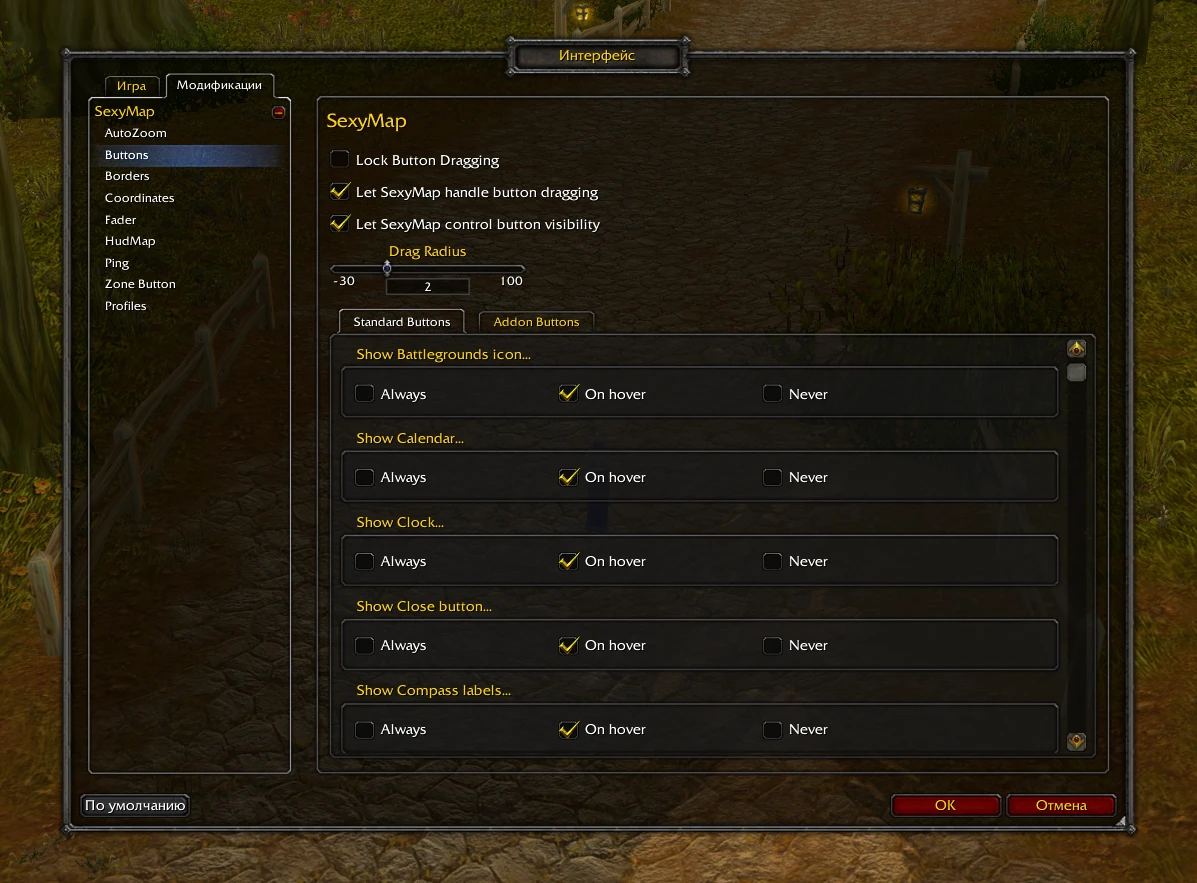 Интерфейс
Игра
Модификации
SexyMap
AutoZoom
Buttons
Borders
Coordinates
Fader
HudMap
Ping
Zone Button
Profiles
SexyMap
Lock Button Dragging
Let SexyMap handle button dragging
Let SexyMap control button visibility
Drag Radius
-30
2
100
Standard Buttons
Addon Buttons
Show Battlegrounds icon...
Always On hover Never
Show Calendar...
Always On hover Never
Show Clock...
Always On hover Never
Show Close button...
Always On hover Never
Show Compass labels...
Always On hover Never
По умолчанию
ОК
Отмена